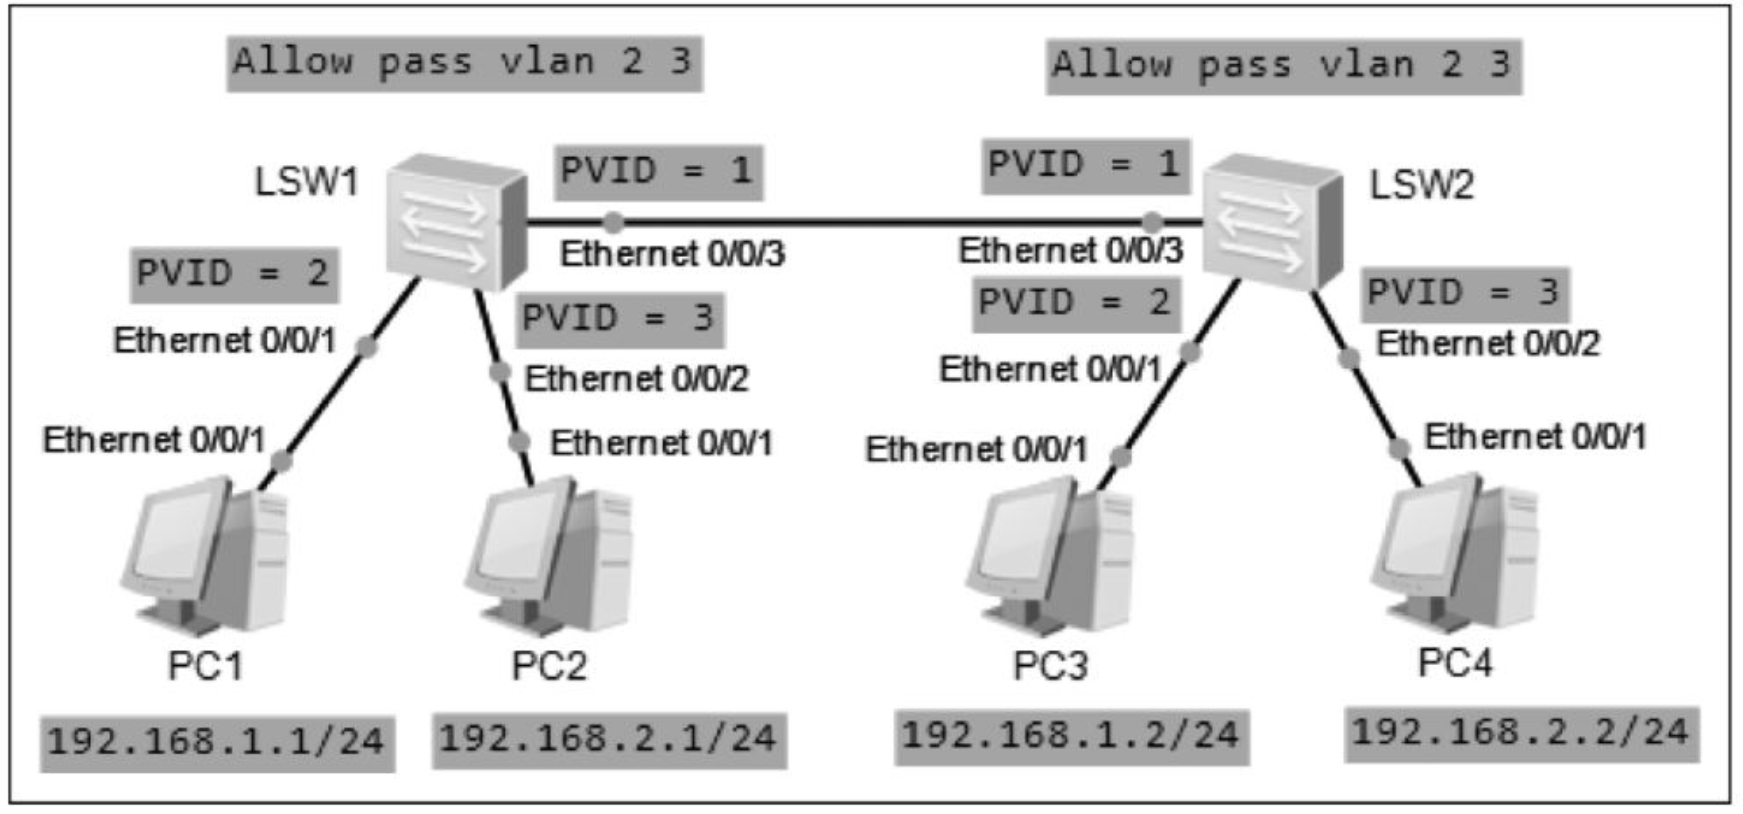 Allow pass vlan 2 3
Allow pass vlan 2 3
LSW1
PVID = 1
PVID = 1
LSW2
Ethernet 0/0/3
Ethernet 0/0/3
PVID = 2
PVID = 3
PVID = 2
PVID = 3
Ethernet 0/0/1
Ethernet 0/0/2
Ethernet 0/0/1
Ethernet 0/0/2
Ethernet 0/0/1
Ethernet 0/0/1
Ethernet 0/0/1
Ethernet 0/0/1
PC1
PC2
PC3
PC4
192.168.1.1/24
192.168.2.1/24
192.168.1.2/24
192.168.2.2/24